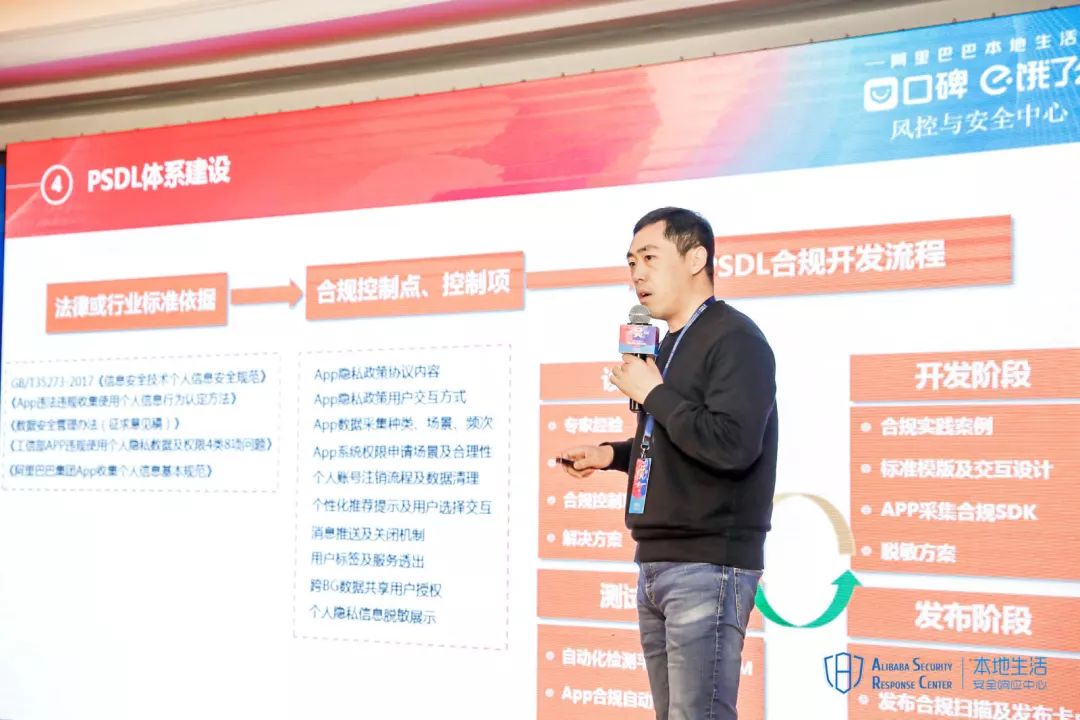 一阿里巴巴本地生活
口碑 饿了
风控与安全中心
4 PSDL体系建设
法律或行业标准依据
合规控制点、控制项
PSDL合规开发流程
GB/T35273-2017《信息安全技术个人信息安全规范》
《App违法违规收集使用个人信息行为认定方法》
《数据安全管理办法（征求意见稿）》
《工信部APP违规使用个人隐私数据及权限4类8项问题》
《阿里巴巴集团App收集个人信息基本规范》
App隐私政策协议内容
App隐私政策用户交互方式
App数据采集种类、场景、频次
App系统权限申请场景及合理性
个人账号注销流程及数据清理
个性化推荐提示及用户选择交互
消息推送及关闭机制
用户标签及服务透出
跨BG数据共享用户授权
个人隐私信息脱敏展示
专家经验
合规控制
解决方案
测试
自动化检测
App合规自动
开发阶段
合规实践案例
标准模版及交互设计
APP采集合规SDK
脱敏方案
发布阶段
发布合规扫描及发布卡
ALIBABA SECURITY
RESPONSE CENTER
本地生活
安全响应中心